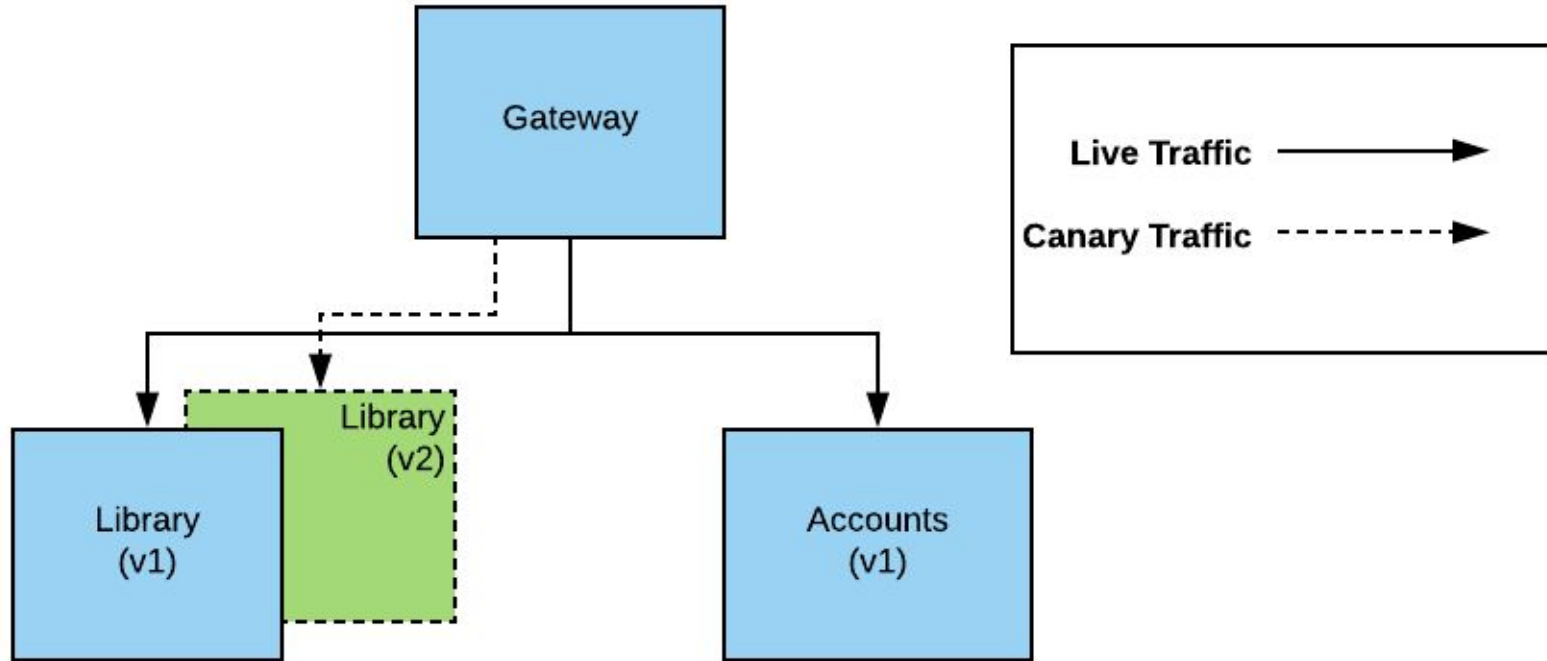 Gateway
Live Traffic
Canary Traffic
Library
(v2)
Library
(v1)
Accounts
(v1)